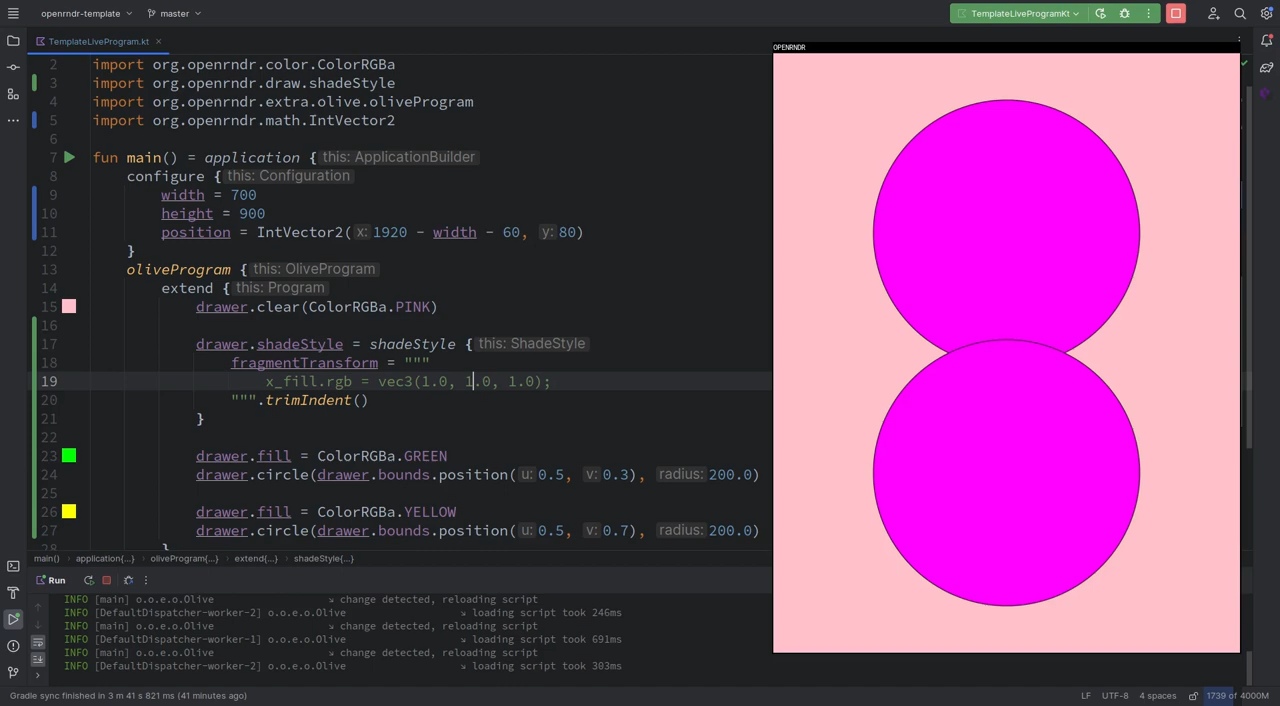 openrndr-template
master
TemplateLiveProgramKt
TemplateLiveProgram.kt
OPENRNDR
2 import org.openrndr.color.ColorRGBa
3 import org.openrndr.draw.shadeStyle
4 import org.openrndr.extra.olive.oliveProgram
5 import org.openrndr.math.IntVector2
6
7 fun main() = application { this: ApplicationBuilder
8 configure { this: Configuration
9 width = 700
10 height = 900
11 position = IntVector2( x: 1920 - width - 60, y: 80)
12 }
13 oliveProgram { this: OliveProgram
14 extend { this: Program
15 drawer.clear(ColorRGBa.PINK)
16
17 drawer.shadeStyle = shadeStyle { this: ShadeStyle
18 fragmentTransform = """
19 x_fill.rgb = vec3(1.0, 1.0, 1.0);
20 """.trimIndent()
21 }
22
23 drawer.fill = ColorRGBa.GREEN
24 drawer.circle(drawer.bounds.position( u: 0.5, v: 0.3), radius: 200.0)
25
26 drawer.fill = ColorRGBa.YELLOW
27 drawer.circle(drawer.bounds.position( u: 0.5, v: 0.7), radius: 200.0)
28 }
main() application{...} oliveProgram{...} extend{...} shadeStyle{...}
Run
INFO [main] o.o.e.o.Olive ↘ change detected, reloading script
INFO [DefaultDispatcher-worker-2] o.o.e.o.Olive ↘ loading script took 246ms
INFO [main] o.o.e.o.Olive ↘ change detected, reloading script
INFO [DefaultDispatcher-worker-1] o.o.e.o.Olive ↘ loading script took 691ms
INFO [main] o.o.e.o.Olive ↘ change detected, reloading script
INFO [DefaultDispatcher-worker-2] o.o.e.o.Olive ↘ loading script took 303ms
Gradle sync finished in 3 m 41 s 821 ms (41 minutes ago)
LF UTF-8 4 spaces 1739 of 4000M